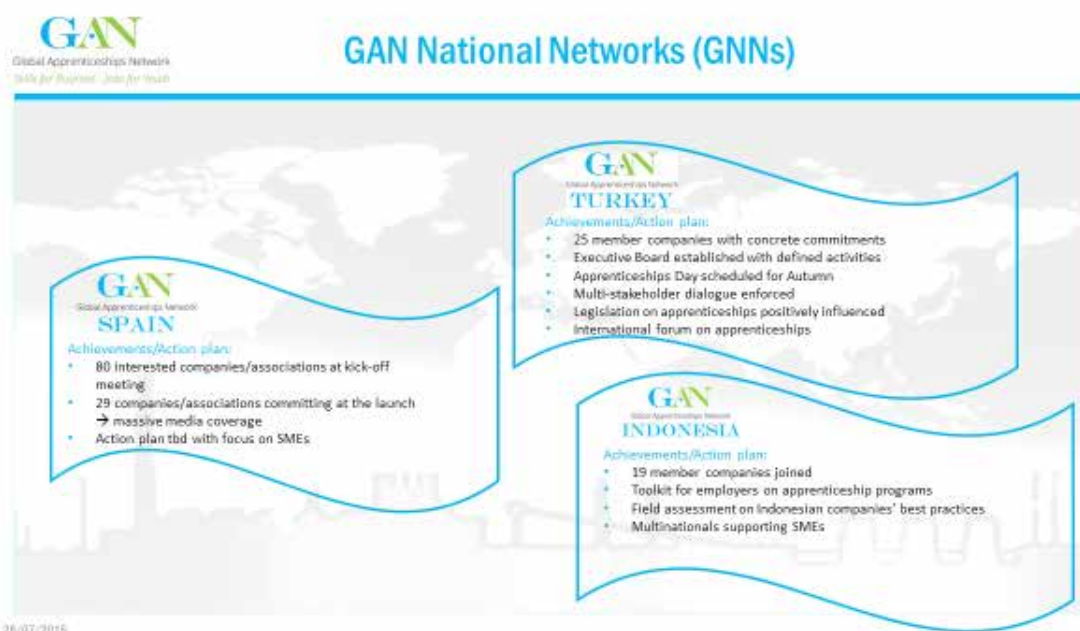 GAN
Global Apprenticeships Network
Skills for Business - Jobs for Youth
GAN National Networks (GNNs)
GAN
Global Apprenticeships Network
TURKEY
Achievements/Action plan:
• 25 member companies with concrete commitments
• Executive Board established with defined activities
• Apprenticeships Day scheduled for Autumn
• Multi-stakeholder dialogue enforced
• Legislation on apprenticeships positively influenced
• International forum on apprenticeships
GAN
Global Apprenticeships Network
SPAIN
Achievements/Action plan:
• 80 interested companies/associations at kick-off
meeting
• 29 companies/associations committing at the launch
→ massive media coverage
• Action plan tbd with focus on SMEs
GAN
Global Apprenticeships Network
INDONESIA
Achievements/Action plan:
• 19 member companies joined
• Toolkit for employers on apprenticeship programs
• Field assessment on Indonesian companies' best practices
• Multinationals supporting SMEs